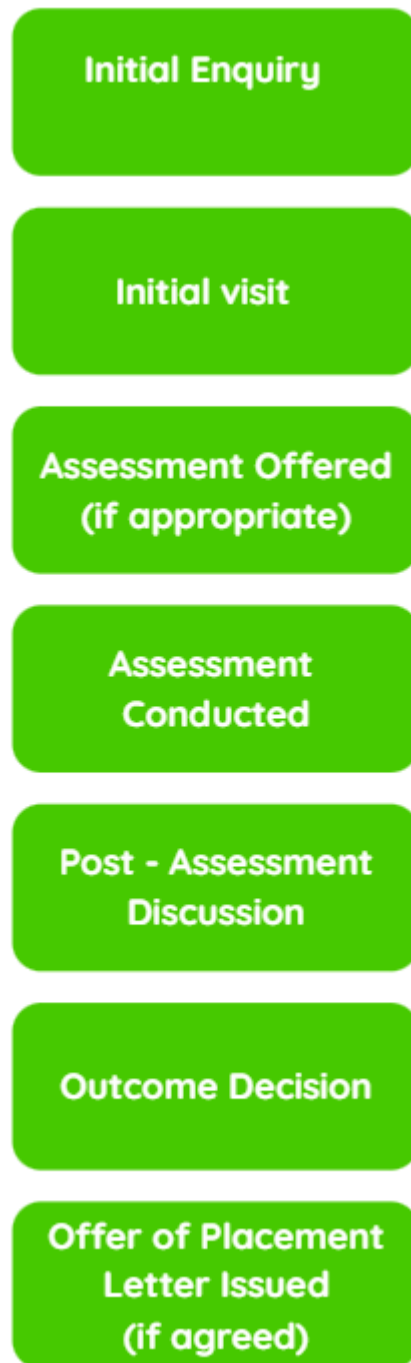 Initial Enquiry
Initial visit
Assessment Offered
(if appropriate)
Assessment
Conducted
Post - Assessment
Discussion
Outcome Decision
Offer of Placement
Letter Issued
(if agreed)